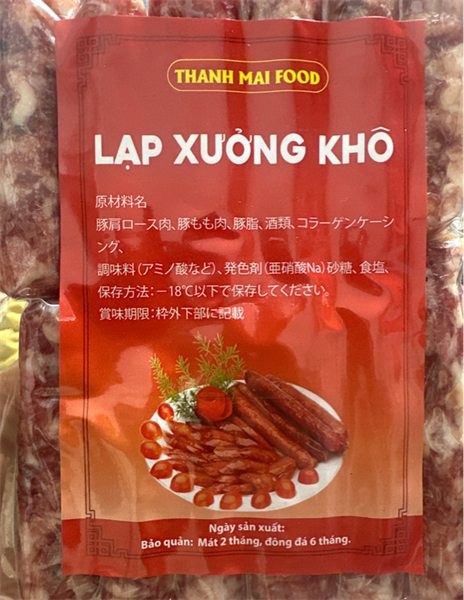 THANH MAI FOOD
LẠP XƯỞNG KHÔ
原材料名
豚肩ロース肉、豚もも肉、豚脂、酒類、コラーゲンケーシ
ング、
調味料（アミノ酸など）、発色剤（亜硝酸Na）砂糖、食塩、
保存方法：－18℃以下で保存してください。
賞味期限：枠外下部に記載
Ngày sản xuất:
Bảo quản: Mát 2 tháng, đông đá 6 tháng.